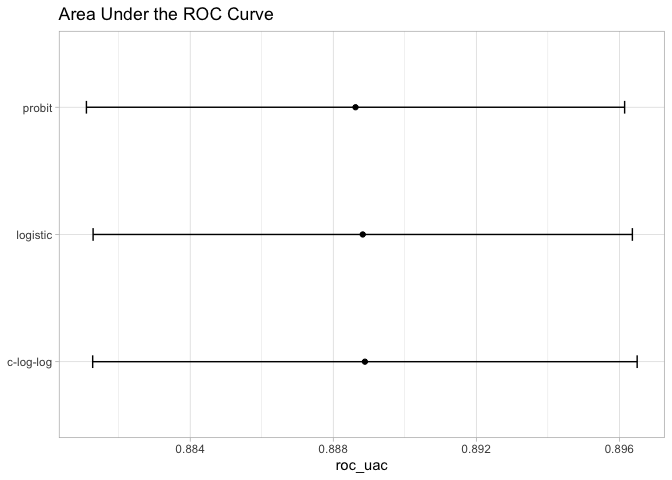 Area Under the ROC Curve
probit
logistic
c-log-log
0.884 0.888 0.892 0.896
roc_uac